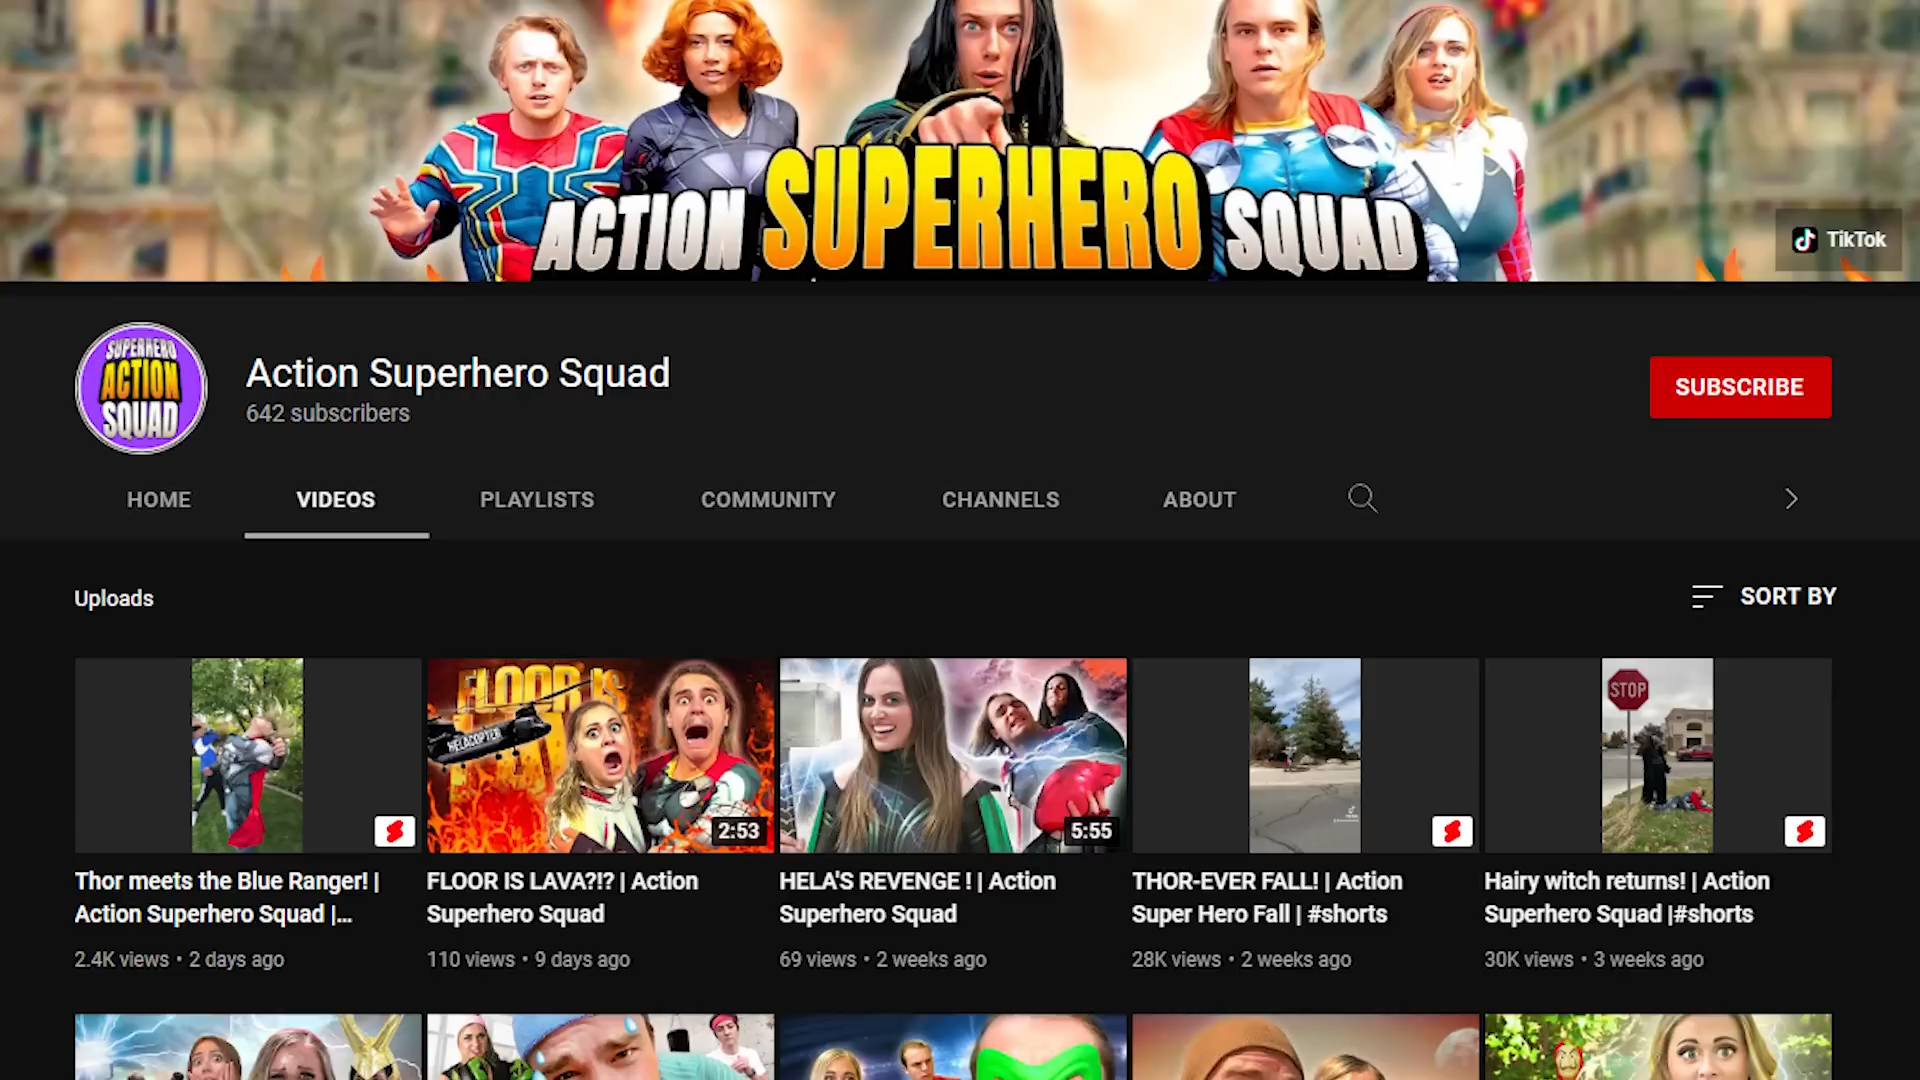 ACTION SUPERHERO SQUAD
TikTok
SUPERHERO
ACTION
SQUAD
Action Superhero Squad
642 subscribers
SUBSCRIBE
HOME
VIDEOS
PLAYLISTS
COMMUNITY
CHANNELS
ABOUT
Uploads
SORT BY
FLOOR IS
HELACOPTER
2:53
5:55
STOP
Thor meets the Blue Ranger! |
Action Superhero Squad |...
2.4K views • 2 days ago
FLOOR IS LAVA?!? | Action
Superhero Squad
110 views • 9 days ago
HELA'S REVENGE ! | Action
Superhero Squad
69 views • 2 weeks ago
THOR-EVER FALL! | Action
Super Hero Fall | #shorts
28K views • 2 weeks ago
Hairy witch returns! | Action
Superhero Squad |#shorts
30K views • 3 weeks ago